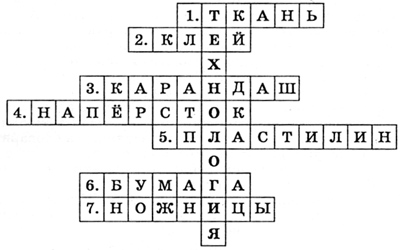 1. ТКАНЬ
2. КЛЕЙ
Х
3. КАРАНДАШ
4. НАПЁРСТОК
5. ПЛАСТИЛИН
О
6. БУМАГА
7. НОЖНИЦЫ
Я